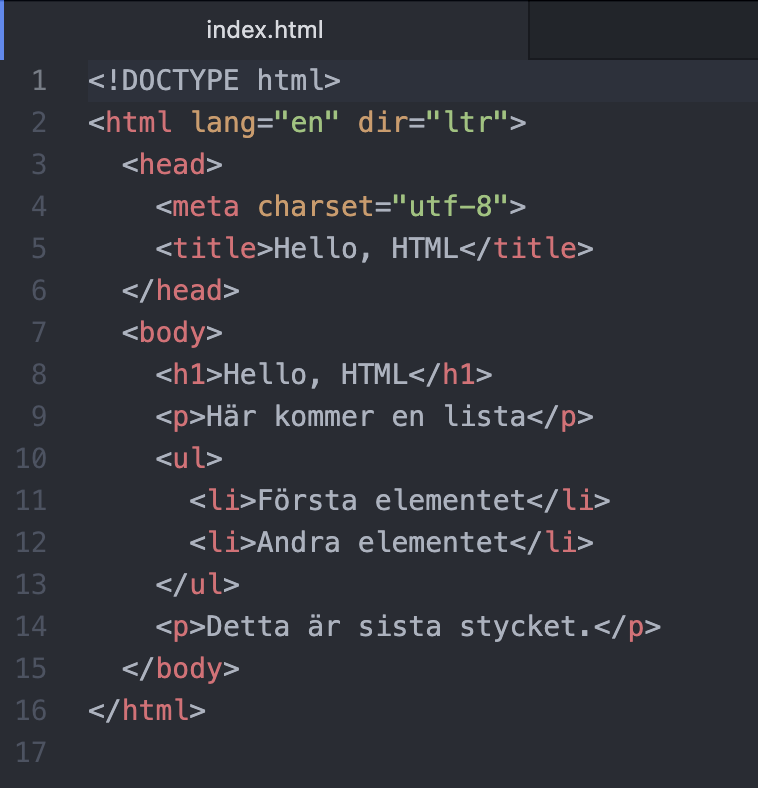 index.html
1 <!DOCTYPE html>
2 <html lang="en" dir="ltr">
3   <head>
4     <meta charset="utf-8">
5     <title>Hello, HTML</title>
6   </head>
7   <body>
8     <h1>Hello, HTML</h1>
9     <p>Här kommer en lista</p>
10     <ul>
11       <li>Första elementet</li>
12       <li>Andra elementet</li>
13     </ul>
14     <p>Detta är sista stycket.</p>
15   </body>
16 </html>
17